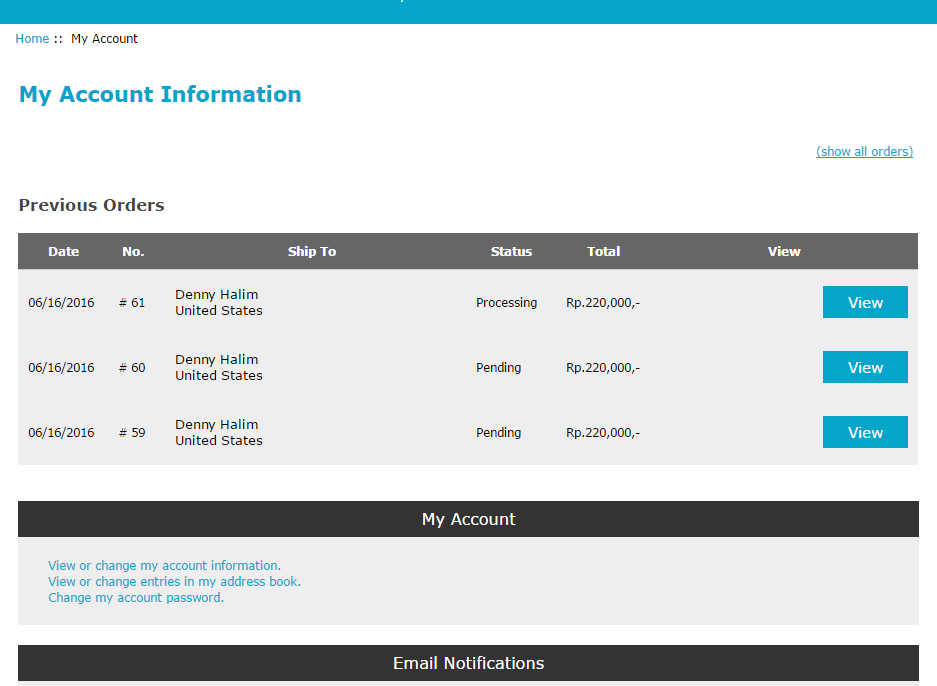 Home :: My Account
My Account Information
(show all orders)
Previous Orders
Date No. Ship To Status Total View
06/16/2016 # 61 Denny Halim Processing Rp.220,000,- View
United States
06/16/2016 # 60 Denny Halim Pending Rp.220,000,- View
United States
06/16/2016 # 59 Denny Halim Pending Rp.220,000,- View
United States
My Account
View or change my account information.
View or change entries in my address book.
Change my account password.
Email Notifications